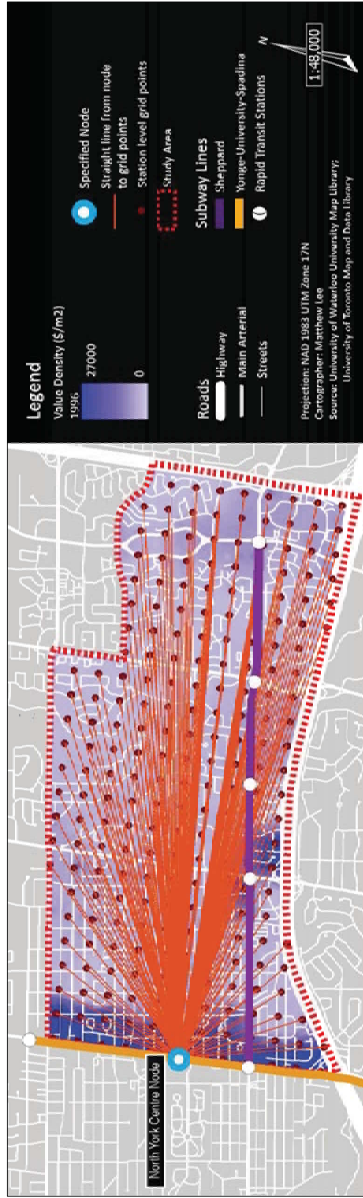 North York Centre Node
Legend
Value Density ($/m2)
1996
27000
0
Specified Node
Straight line from node
to grid points
Station level grid points
Study Area
Roads
Highway
Main Arterial
Streets
Subway Lines
Sheppard
Yonge-University-Spadina
Rapid Transit Stations
Projection: NAD 1983 UTM Zone 17N
Cartographer: Matthew Lee
Source: University of Waterloo University Map Library;
University of Toronto Map and Data Library
N
1:48,000